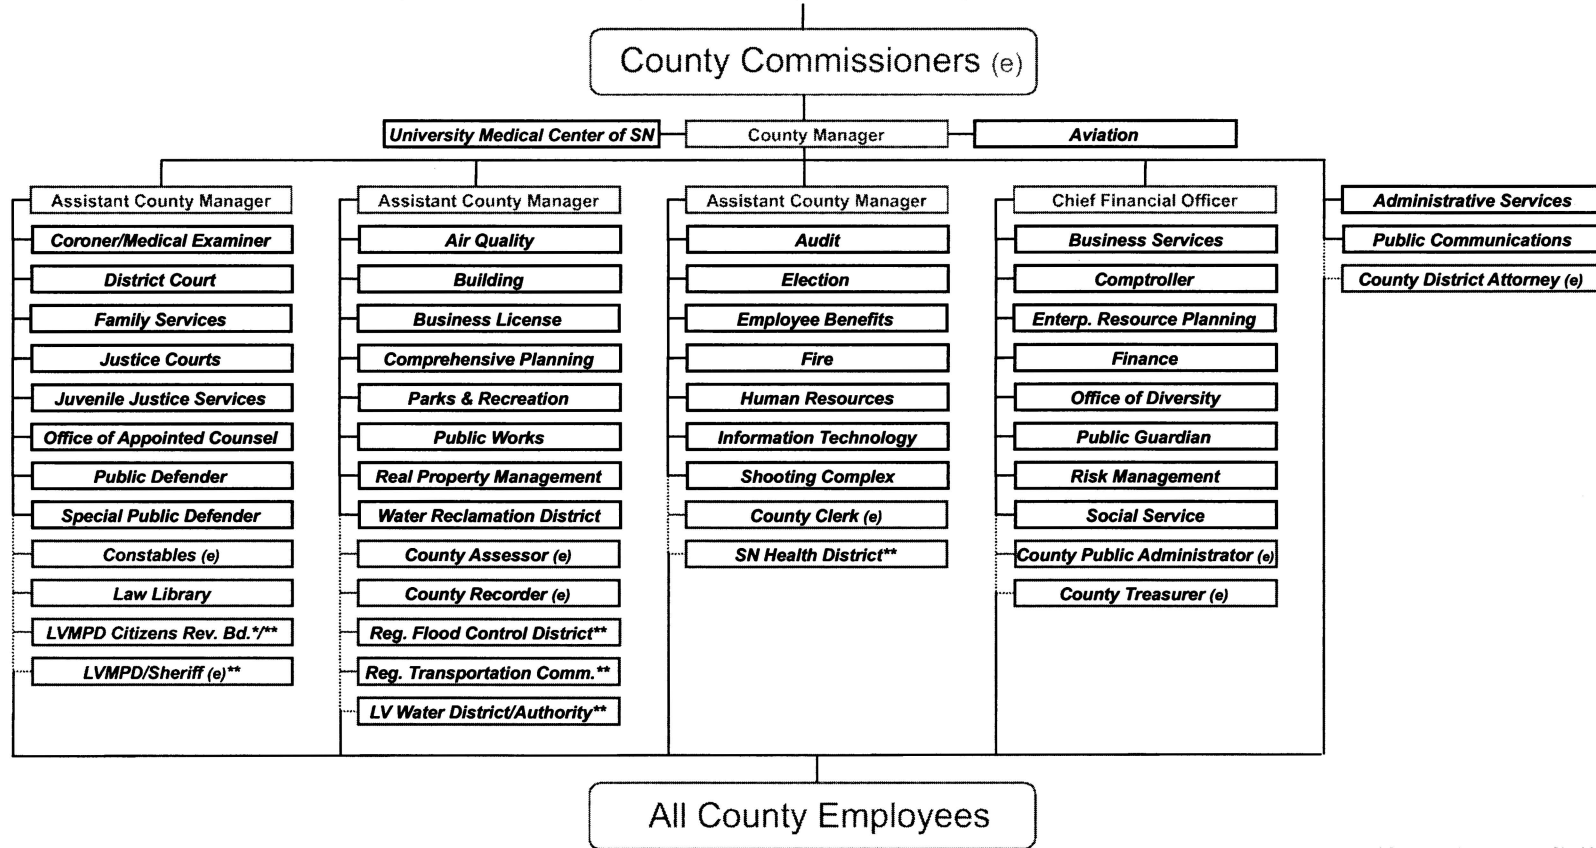 County Commissioners (e)
University Medical Center of SN
County Manager
Aviation
Assistant County Manager
Coroner/Medical Examiner
District Court
Family Services
Justice Courts
Juvenile Justice Services
Office of Appointed Counsel
Public Defender
Special Public Defender
Constables (e)
Law Library
LVMPD Citizens Rev. Bd.*/**
LVMPD/Sheriff (e)**
Assistant County Manager
Air Quality
Building
Business License
Comprehensive Planning
Parks & Recreation
Public Works
Real Property Management
Water Reclamation District
County Assessor (e)
County Recorder (e)
Reg. Flood Control District**
Reg. Transportation Comm.**
LV Water District/Authority**
Assistant County Manager
Audit
Election
Employee Benefits
Fire
Human Resources
Information Technology
Shooting Complex
County Clerk (e)
SN Health District**
Chief Financial Officer
Business Services
Comptroller
Enterp. Resource Planning
Finance
Office of Diversity
Public Guardian
Risk Management
Social Service
County Public Administrator (e)
County Treasurer (e)
Administrative Services
Public Communications
County District Attorney (e)
All County Employees